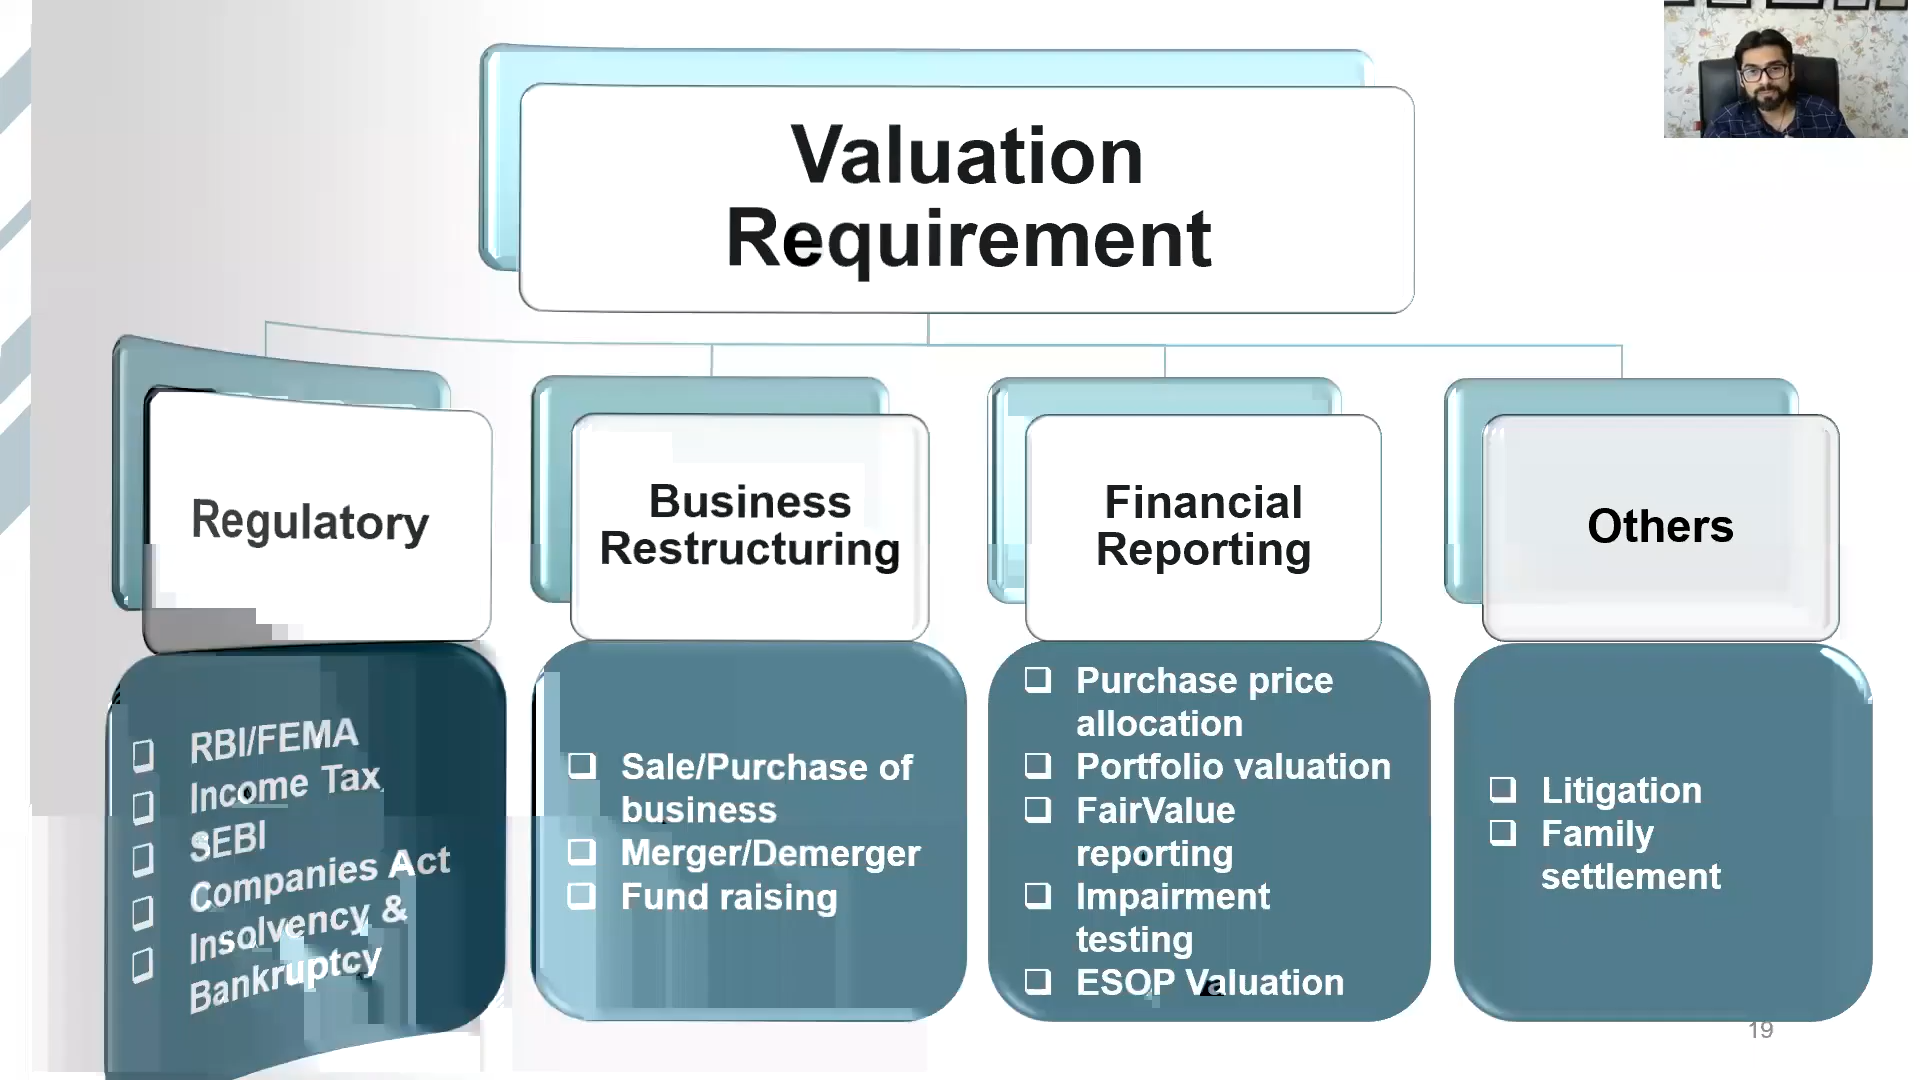 Valuation
Requirement
Regulatory
RBI/FEMA
Income Tax
SEBI
Companies Act
Insolvency &
Bankruptcy
Business
Restructuring
Sale/Purchase of
business
Merger/Demerger
Fund raising
Financial
Reporting
Purchase price
allocation
Portfolio valuation
FairValue
reporting
Impairment
testing
ESOP Valuation
Others
Litigation
Family
settlement
19